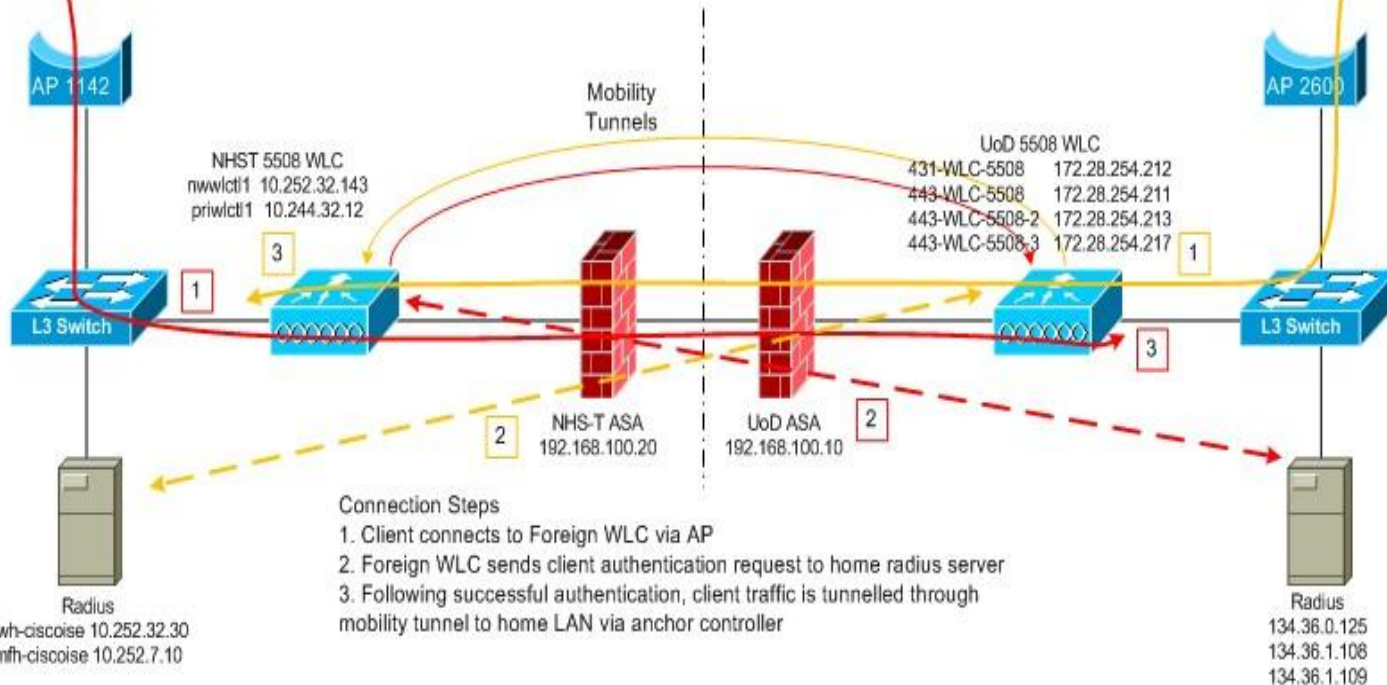 AP 1142
AP 2600
Mobility
Tunnels
NHST 5508 WLC
nwwlctl1 10.252.32.143
priwlctl1 10.244.32.12
UoD 5508 WLC
431-WLC-5508 172.28.254.212
443-WLC-5508 172.28.254.211
443-WLC-5508-2 172.28.254.213
443-WLC-5508-3 172.28.254.217
3
1
1
L3 Switch
L3 Switch
3
2
NHS-T ASA
192.168.100.20
UoD ASA
192.168.100.10
2
Connection Steps
1. Client connects to Foreign WLC via AP
2. Foreign WLC sends client authentication request to home radius server
3. Following successful authentication, client traffic is tunnelled through
mobility tunnel to home LAN via anchor controller
Radius
wh-ciscoise 10.252.32.30
mfh-ciscoise 10.252.7.10
Radius
134.36.0.125
134.36.1.108
134.36.1.109